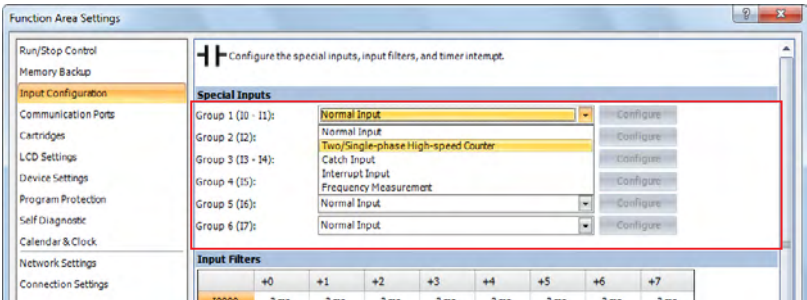 Function Area Settings
Run/Stop Control
Memory Backup
Input Configuration
Communication Ports
Cartridges
LCD Settings
Device Settings
Program Protection
Self Diagnostic
Calendar & Clock
Network Settings
Connection Settings
Configure the special inputs, input filters, and timer interrupt.
Special Inputs
Group 1 (I0 - I1): Normal Input Configure
Normal Input
Group 2 (I2): Configure
Two/Single-phase High-speed Counter
Group 3 (I3 - I4): Catch Input Configure
Interrupt Input
Group 4 (I5): Configure
Frequency Measurement
Group 5 (I6): Normal Input Configure
Group 6 (I7): Normal Input Configure
Input Filters
+0 +1 +2 +3 +4 +5 +6 +7